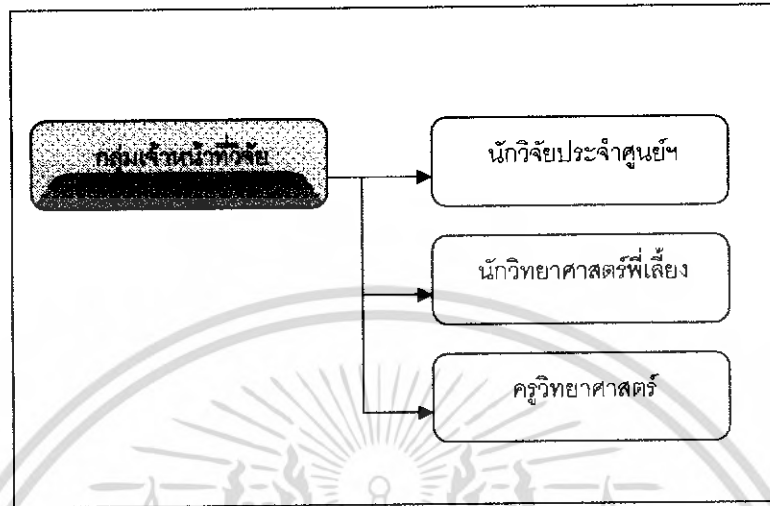 กลุ่มเจ้าหน้าที่วิจัย
นักวิจัยประจำศูนย์ฯ
นักวิทยาศาสตร์พี่เลี้ยง
ครูวิทยาศาสตร์